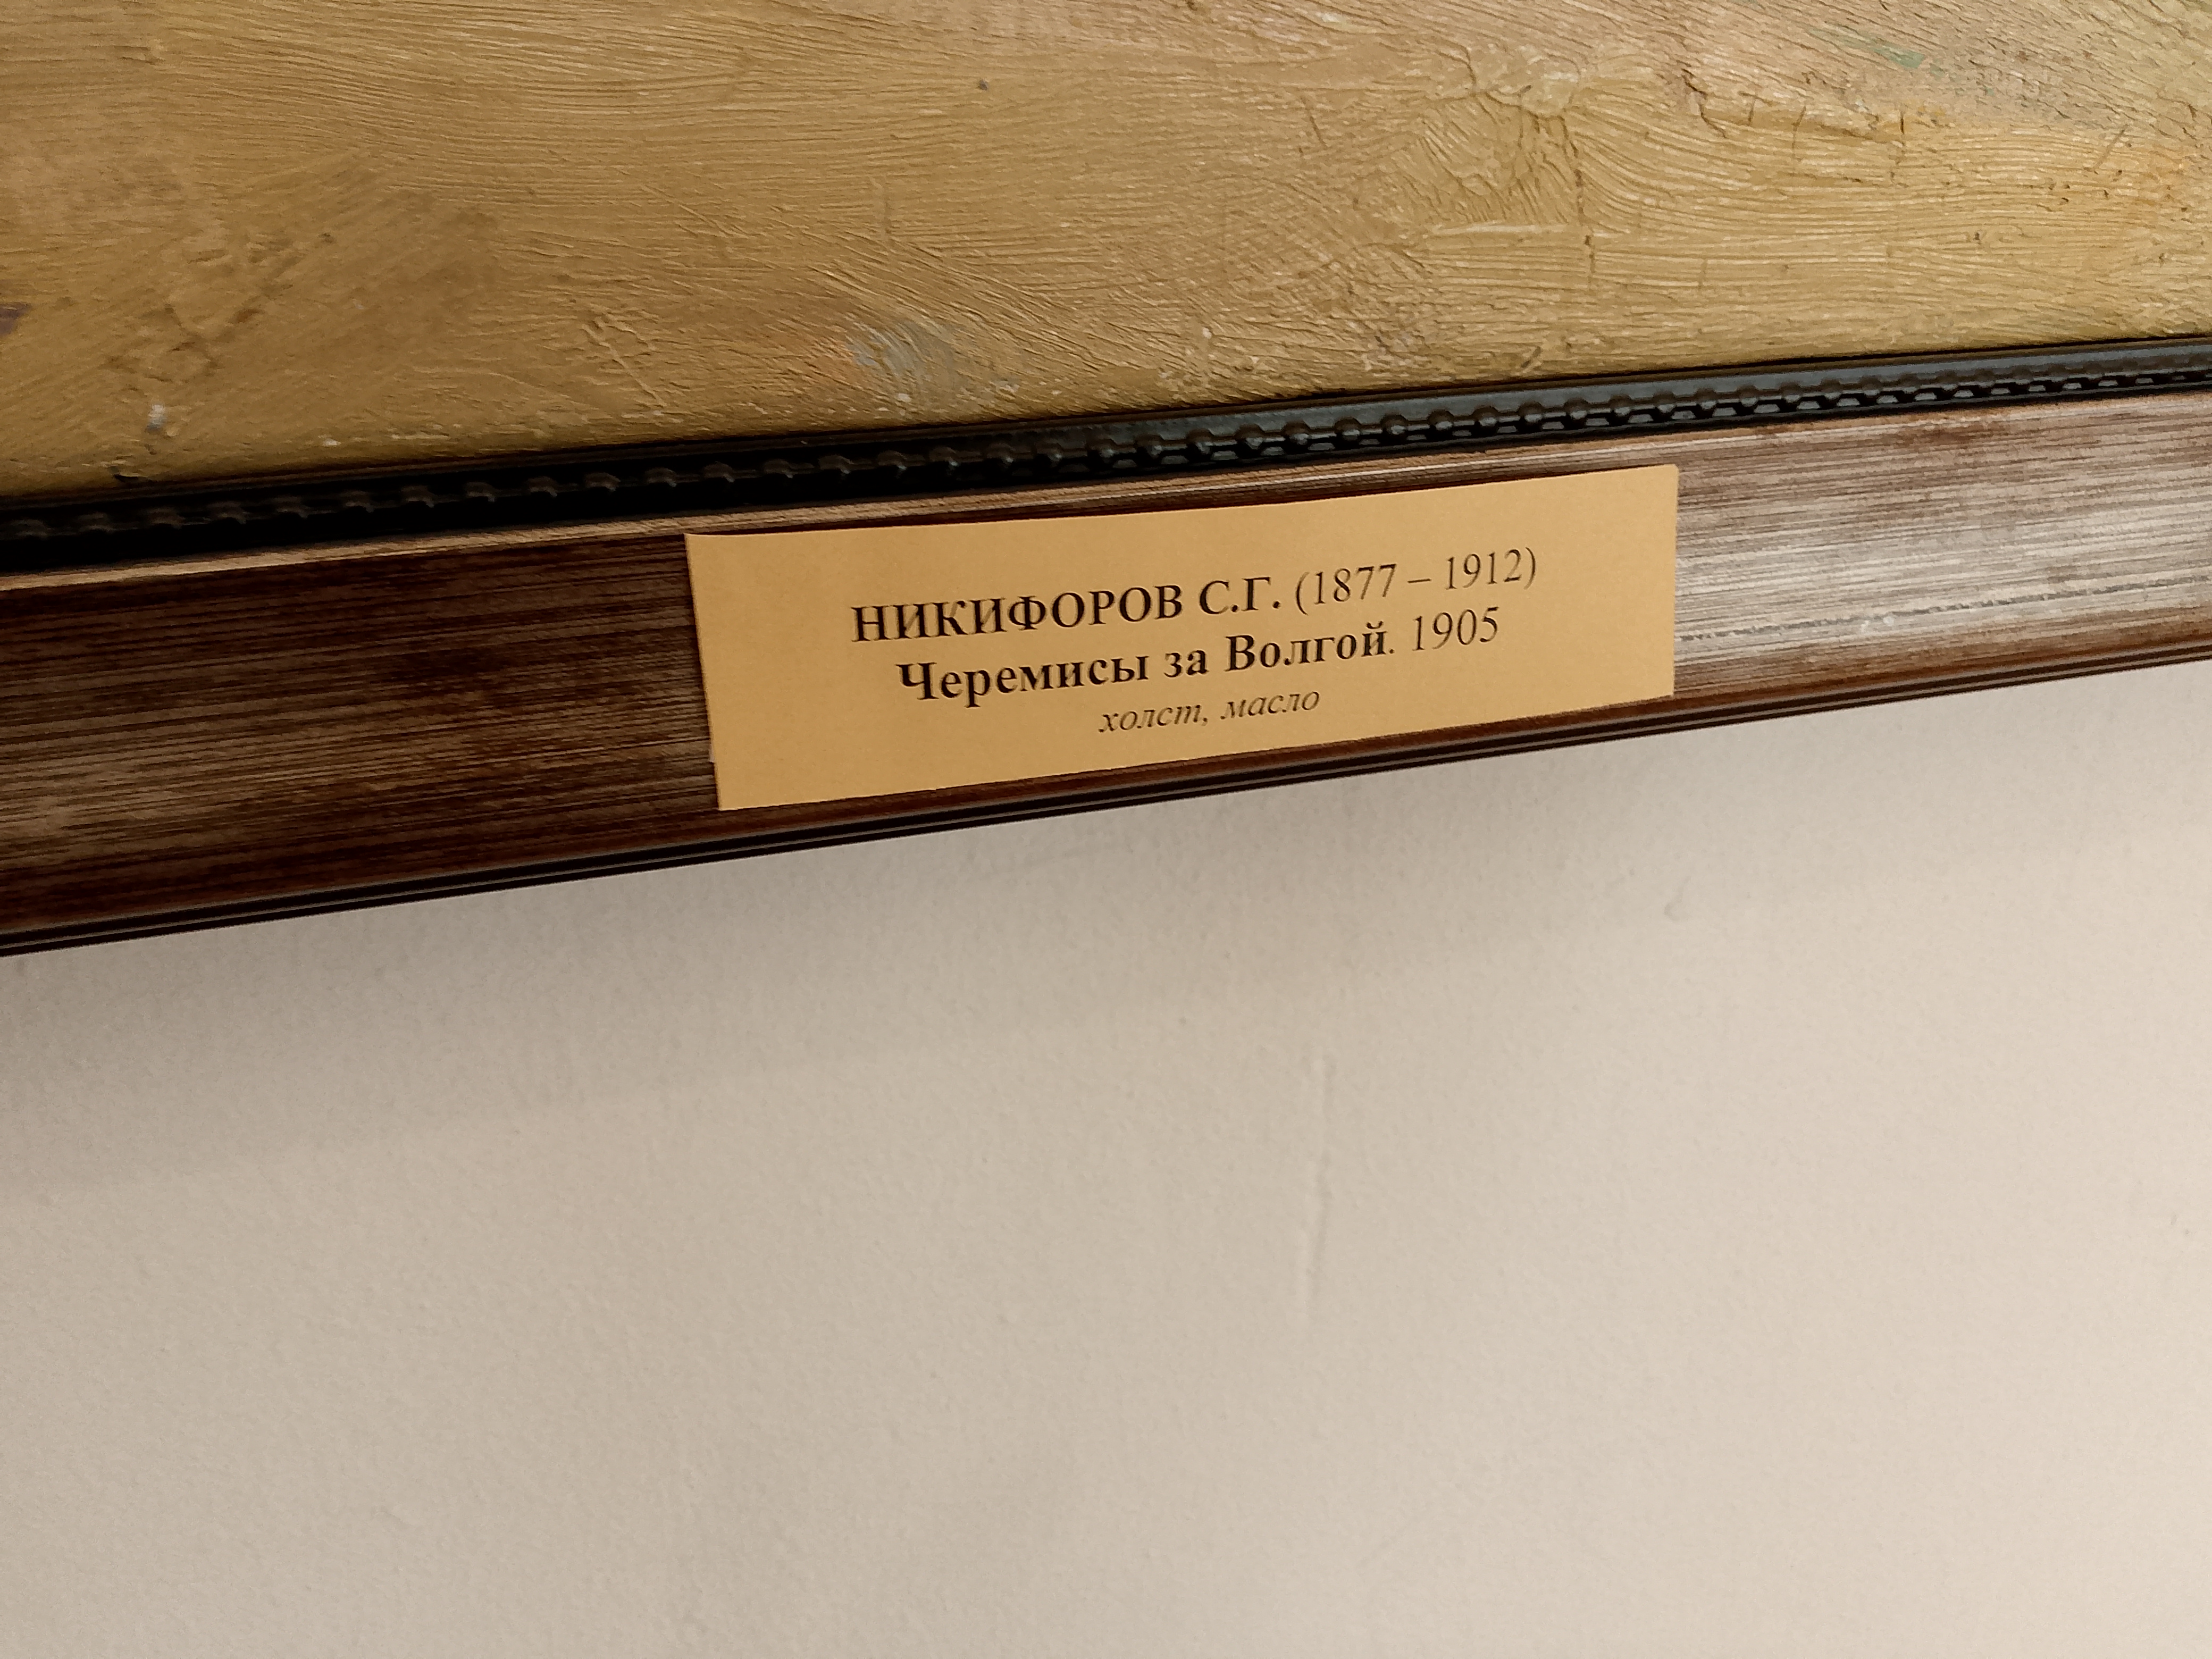 НИКИФОРОВ С.Г. (1877 – 1912)
Черемисы за Волгой. 1905
холст, масло